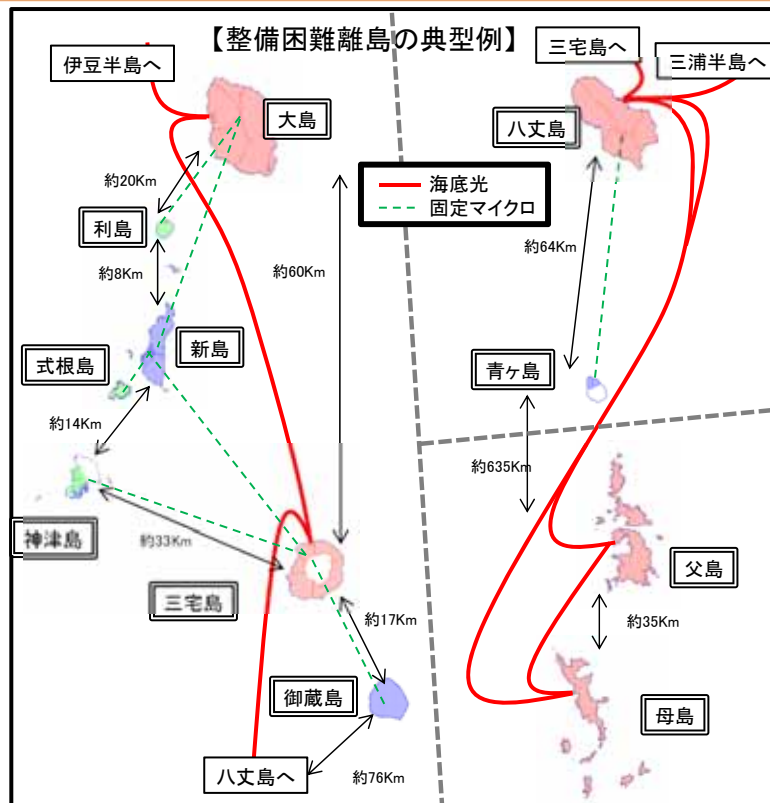 【整備困難離島の典型例】
伊豆半島へ
大島
約20Km
利島
約8Km
約60Km
新島
式根島
約14Km
神津島
約33Km
三宅島
約17Km
御蔵島
八丈島へ
約76Km
三宅島へ
三浦半島へ
八丈島
海底光
固定マイクロ
約64Km
青ヶ島
約635Km
父島
約35Km
母島